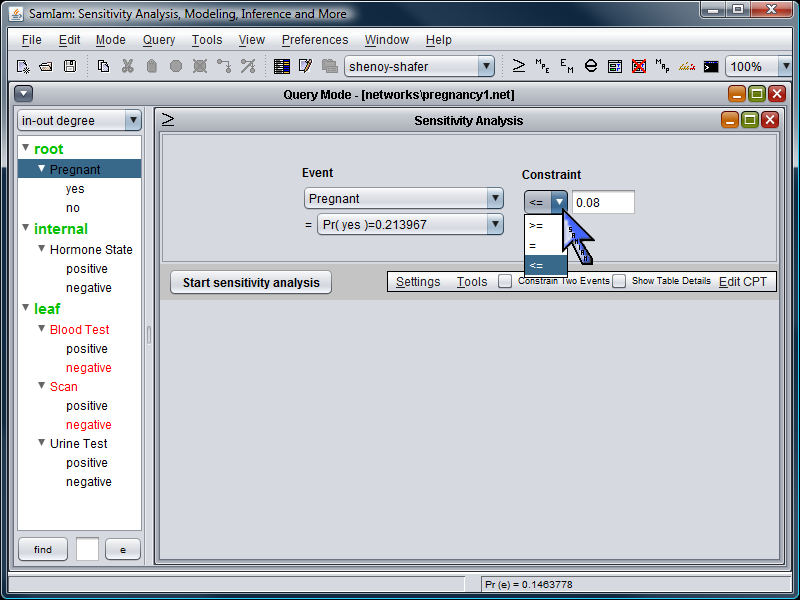 SamIam: Sensitivity Analysis, Modeling, Inference and More
File Edit Mode Query Tools View Preferences Window Help
shenoy-shafer 100%
Query Mode - [networks\pregnancy1.net]
in-out degree
Sensitivity Analysis
root
Pregnant
yes
no
internal
Hormone State
positive
negative
leaf
Blood Test
positive
negative
Scan
positive
negative
Urine Test
positive
negative
find e
Event Constraint
Pregnant <= 0.08
= Pr( yes )=0.213967
>=
=
<=
SAMIAM
Start sensitivity analysis Settings Tools Constrain Two Events Show Table Details Edit CPT
Pr (e) = 0.1463778